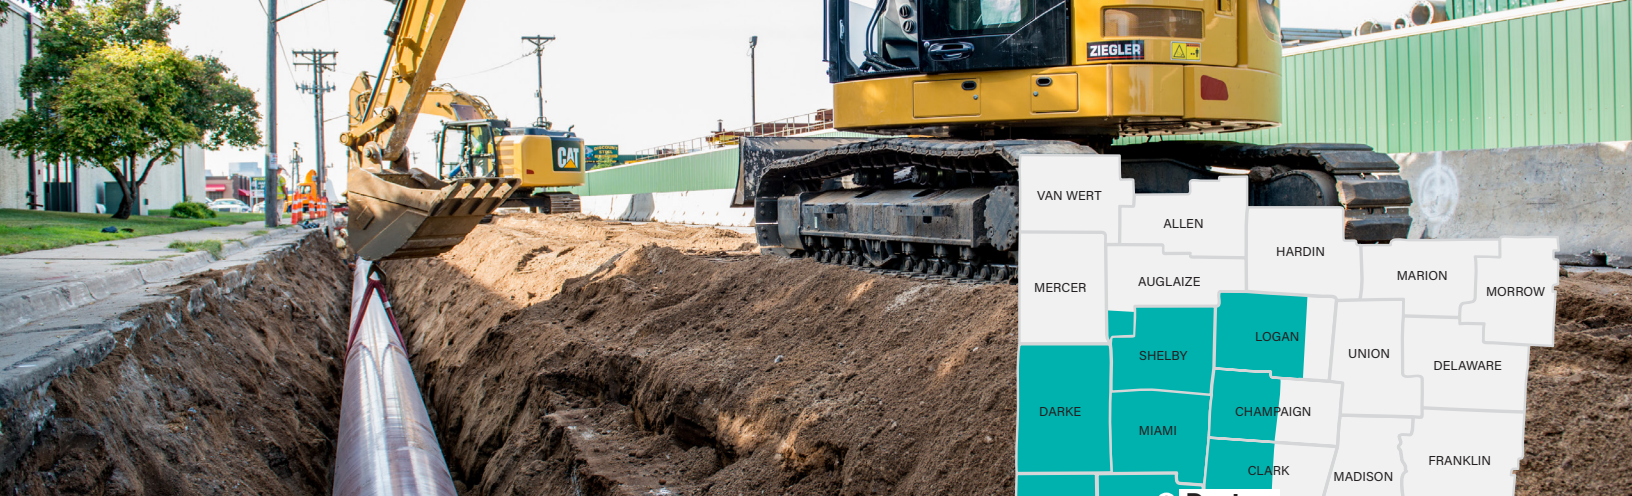 ZIEGLER
CAT
VAN WERT
ALLEN
HARDIN
MARION
MERCER
AUGLAIZE
MORROW
LOGAN
SHELBY
UNION
DELAWARE
DARKE
MIAMI
CHAMPAIGN
CLARK
MADISON
FRANKLIN